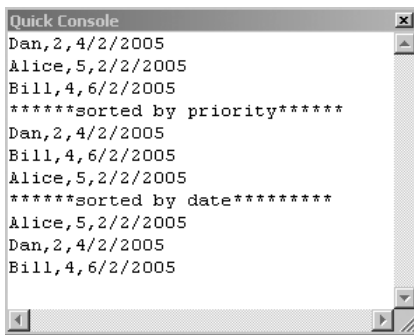 Quick Console
Dan,2,4/2/2005
Alice,5,2/2/2005
Bill,4,6/2/2005
******sorted by priority******
Dan,2,4/2/2005
Bill,4,6/2/2005
Alice,5,2/2/2005
******sorted by date*********
Alice,5,2/2/2005
Dan,2,4/2/2005
Bill,4,6/2/2005